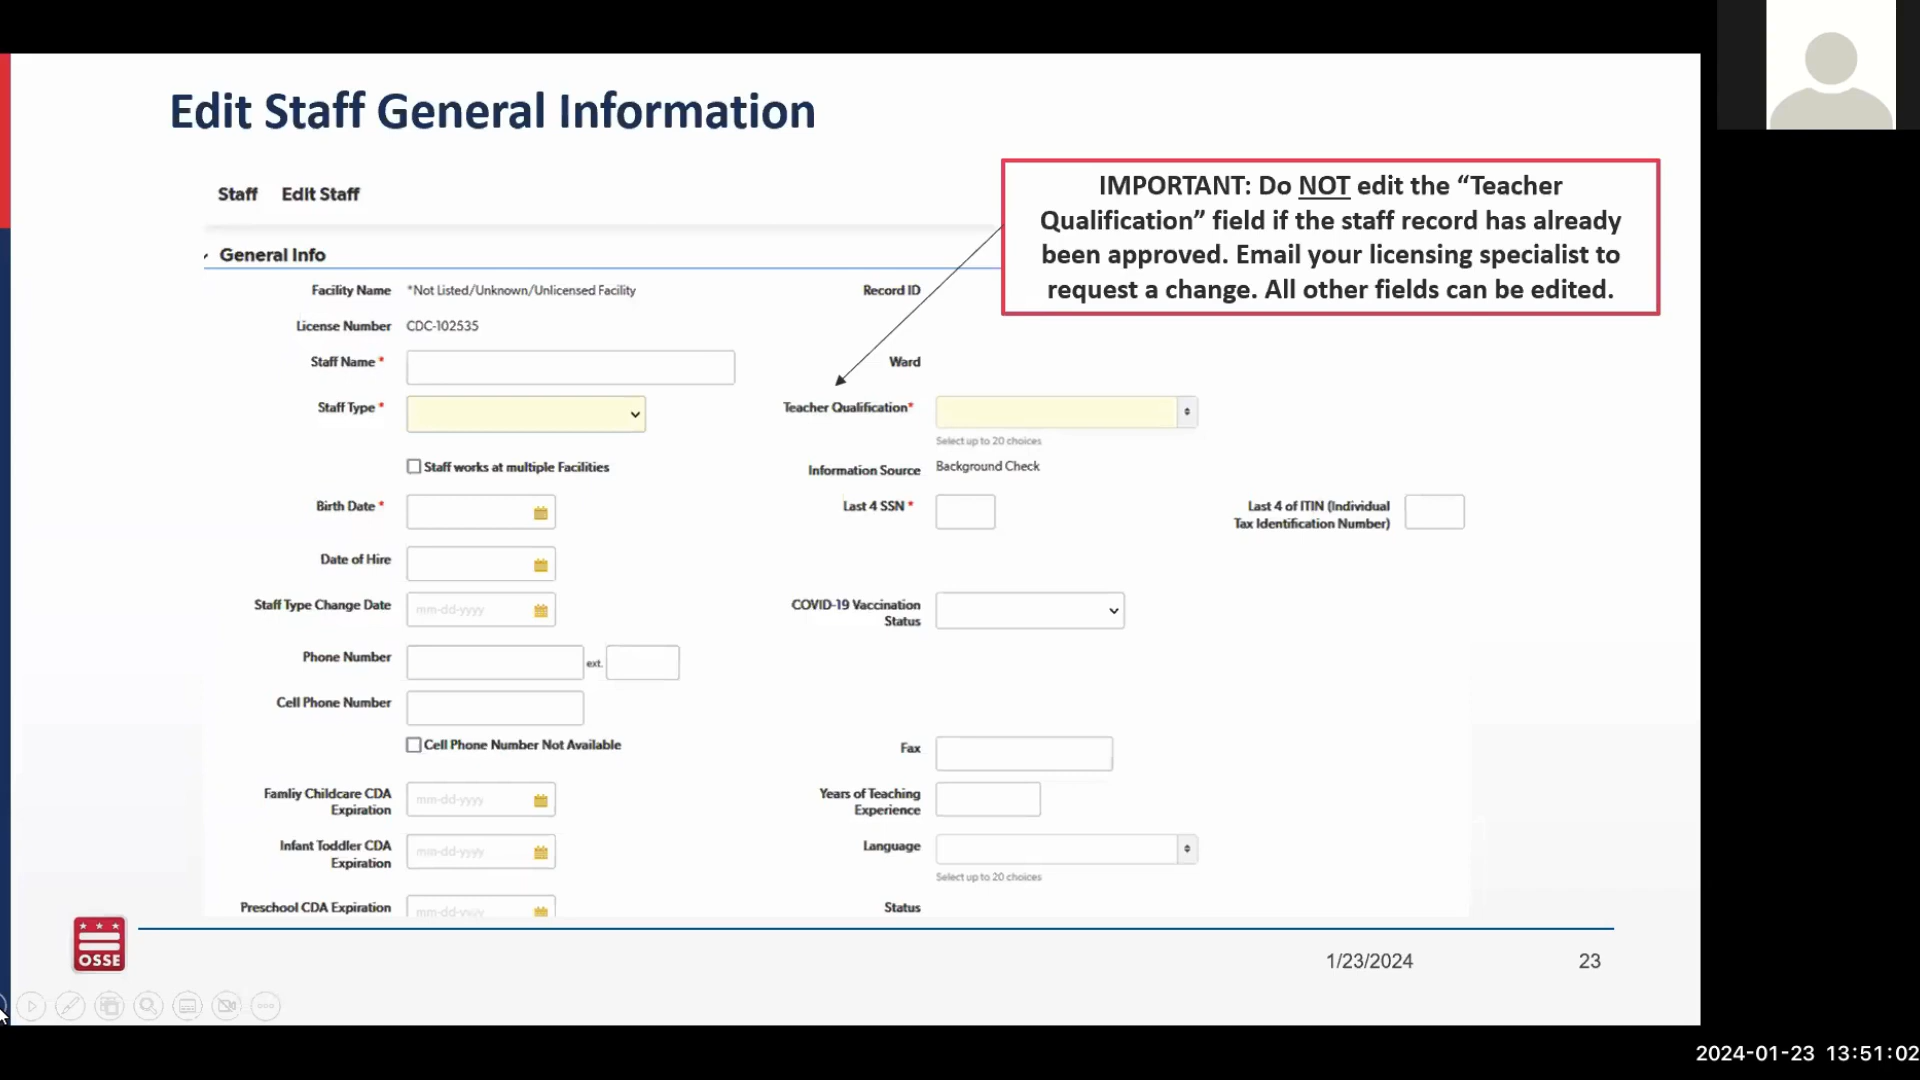 Edit Staff General Information
IMPORTANT: Do NOT edit the “Teacher
Qualification” field if the staff record has already
been approved. Email your licensing specialist to
request a change. All other fields can be edited.
Staff Edit Staff
General Info
Facility Name *Not Listed/Unknown/Unlicensed Facility Record ID
License Number CDC-102535
Staff Name * Ward
Staff Type * Teacher Qualification*
Select up to 20 choices
Staff works at multiple Facilities Information Source Background Check
Birth Date * Last 4 SSN * Last 4 of ITIN (Individual
Tax Identification Number)
Date of Hire
Staff Type Change Date mm-dd-yyyy COVID-19 Vaccination
Status
Phone Number ext.
Cell Phone Number
Cell Phone Number Not Available Fax
Famliy Childcare CDA
Expiration mm-dd-yyyy Years of Teaching
Experience
Infant Toddler CDA
Expiration mm-dd-yyyy Language
Select up to 20 choices
Preschool CDA Expiration mm-dd-yyyy Status
OSSE
1/23/2024 23
2024-01-23 13:51:02